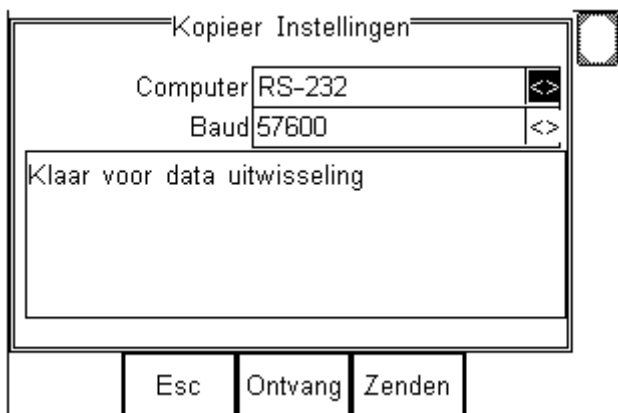 Kopieer Instellingen
Computer RS-232 <>
Baud 57600 <>
Klaar voor data uitwisseling
Esc Ontvang Zenden